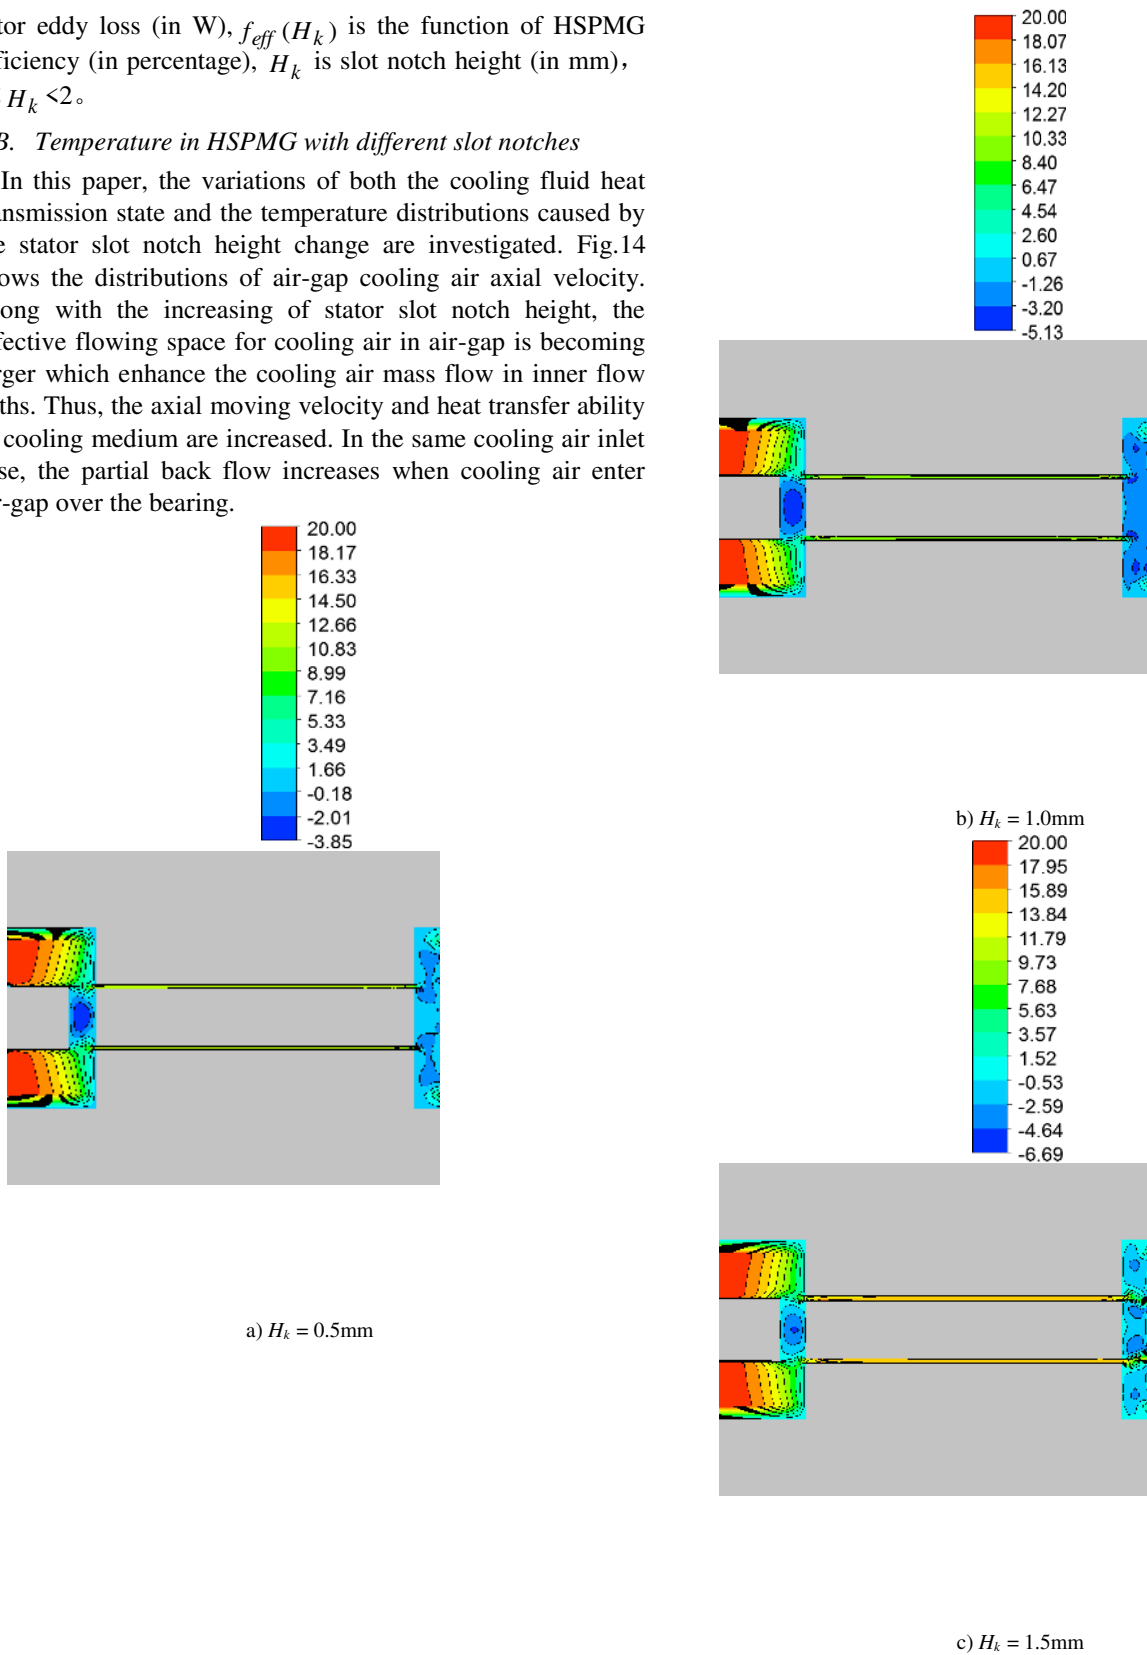 tor eddy loss (in W), f_eff(H_k) is the function of HSPMG
ficiency (in percentage), H_k is slot notch height (in mm)，
H_k <2。
B. Temperature in HSPMG with different slot notches
In this paper, the variations of both the cooling fluid heat
ansmission state and the temperature distributions caused by
e stator slot notch height change are investigated. Fig.14
ows the distributions of air-gap cooling air axial velocity.
ong with the increasing of stator slot notch height, the
fective flowing space for cooling air in air-gap is becoming
rger which enhance the cooling air mass flow in inner flow
ths. Thus, the axial moving velocity and heat transfer ability
cooling medium are increased. In the same cooling air inlet
se, the partial back flow increases when cooling air enter
r-gap over the bearing.
20.00
18.17
16.33
14.50
12.66
10.83
8.99
7.16
5.33
3.49
1.66
-0.18
-2.01
-3.85
a) H_k = 0.5mm
20.00
18.07
16.13
14.20
12.27
10.33
8.40
6.47
4.54
2.60
0.67
-1.26
-3.20
-5.13
b) H_k = 1.0mm
20.00
17.95
15.89
13.84
11.79
9.73
7.68
5.63
3.57
1.52
-0.53
-2.59
-4.64
-6.69
c) H_k = 1.5mm